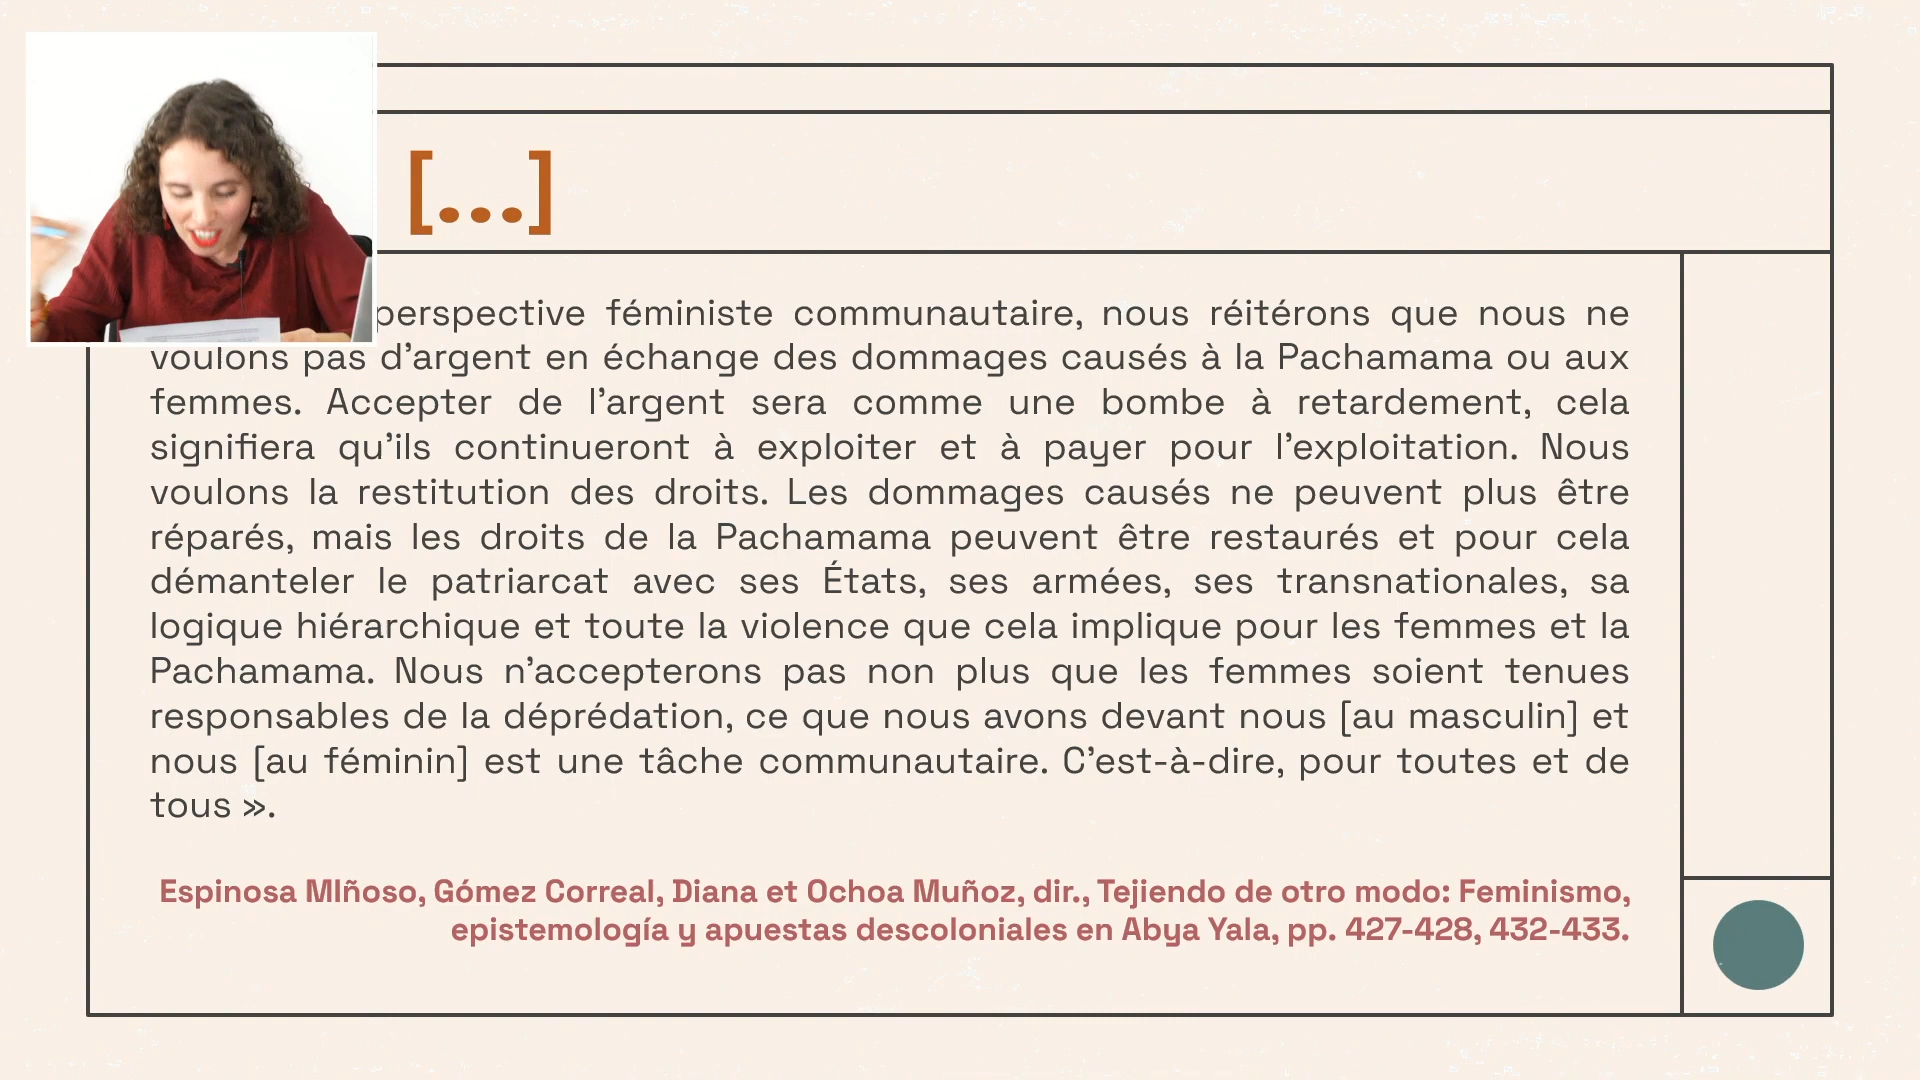 [...]
perspective féministe communautaire, nous réitérons que nous ne
voulons pas d’argent en échange des dommages causés à la Pachamama ou aux
femmes. Accepter de l’argent sera comme une bombe à retardement, cela
signifiera qu’ils continueront à exploiter et à payer pour l’exploitation. Nous
voulons la restitution des droits. Les dommages causés ne peuvent plus être
réparés, mais les droits de la Pachamama peuvent être restaurés et pour cela
démanteler le patriarcat avec ses États, ses armées, ses transnationales, sa
logique hiérarchique et toute la violence que cela implique pour les femmes et la
Pachamama. Nous n’accepterons pas non plus que les femmes soient tenues
responsables de la déprédation, ce que nous avons devant nous [au masculin] et
nous [au féminin] est une tâche communautaire. C’est-à-dire, pour toutes et de
tous ».
Espinosa MIñoso, Gómez Correal, Diana et Ochoa Muñoz, dir., Tejiendo de otro modo: Feminismo,
epistemología y apuestas descoloniales en Abya Yala, pp. 427-428, 432-433.